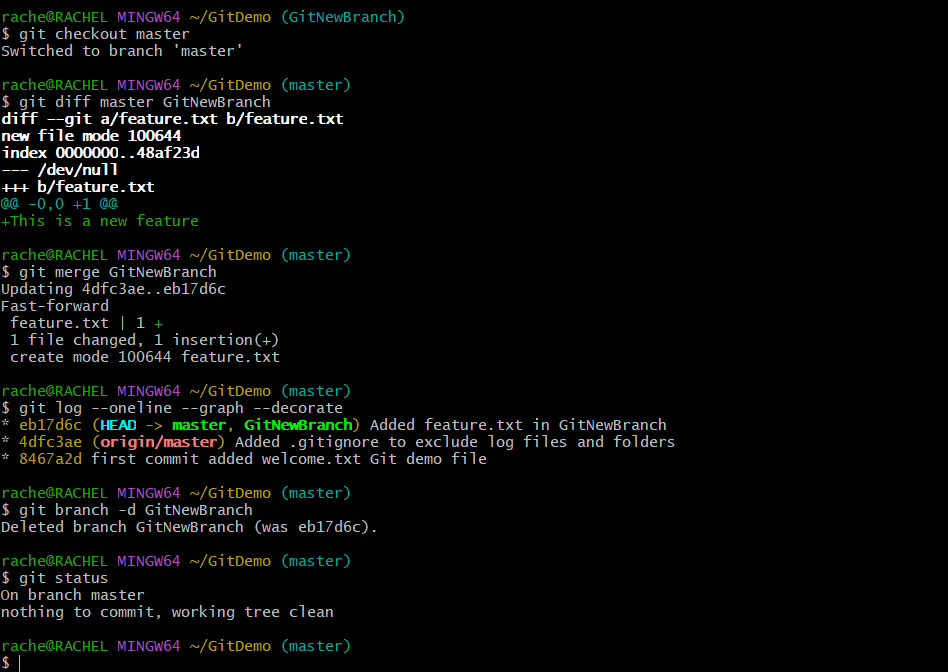 rache@RACHEL MINGW64 ~/GitDemo (GitNewBranch)
$ git checkout master
Switched to branch 'master'

rache@RACHEL MINGW64 ~/GitDemo (master)
$ git diff master GitNewBranch
diff --git a/feature.txt b/feature.txt
new file mode 100644
index 0000000..48af23d
--- /dev/null
+++ b/feature.txt
@@ -0,0 +1 @@
+This is a new feature

rache@RACHEL MINGW64 ~/GitDemo (master)
$ git merge GitNewBranch
Updating 4dfc3ae..eb17d6c
Fast-forward
 feature.txt | 1 +
 1 file changed, 1 insertion(+)
 create mode 100644 feature.txt

rache@RACHEL MINGW64 ~/GitDemo (master)
$ git log --oneline --graph --decorate
* eb17d6c (HEAD -> master, GitNewBranch) Added feature.txt in GitNewBranch
* 4dfc3ae (origin/master) Added .gitignore to exclude log files and folders
* 8467a2d first commit added welcome.txt Git demo file

rache@RACHEL MINGW64 ~/GitDemo (master)
$ git branch -d GitNewBranch
Deleted branch GitNewBranch (was eb17d6c).

rache@RACHEL MINGW64 ~/GitDemo (master)
$ git status
On branch master
nothing to commit, working tree clean

rache@RACHEL MINGW64 ~/GitDemo (master)
$